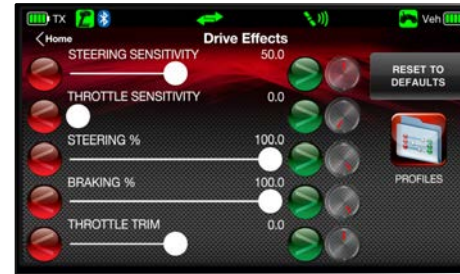 TX
Veh
Home
Drive Effects
STEERING SENSITIVITY 50.0
THROTTLE SENSITIVITY 0.0
STEERING % 100.0
BRAKING % 100.0
THROTTLE TRIM 0.0
RESET TO
DEFAULTS
PROFILES